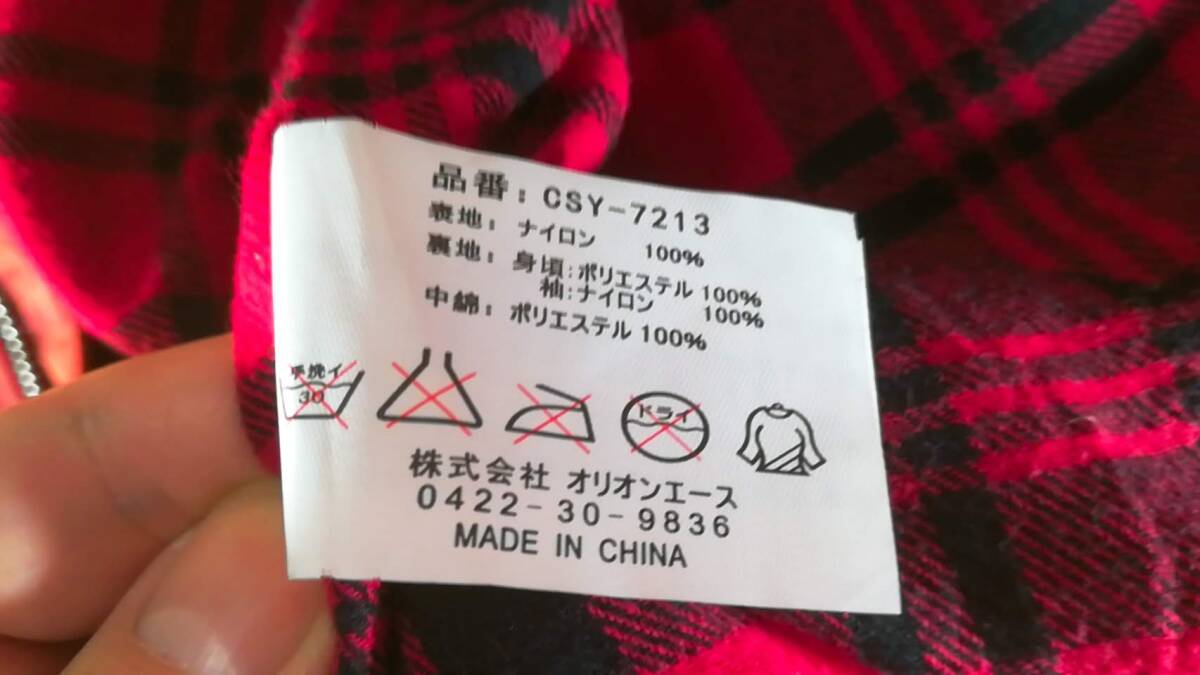 品番: CSY-7213
表地: ナイロン 100%
裏地: 身頃:ポリエステル 100%
袖:ナイロン 100%
中綿: ポリエステル 100%
手洗イ
30
ドライ
株式会社 オリオンエース
0422-30-9836
MADE IN CHINA